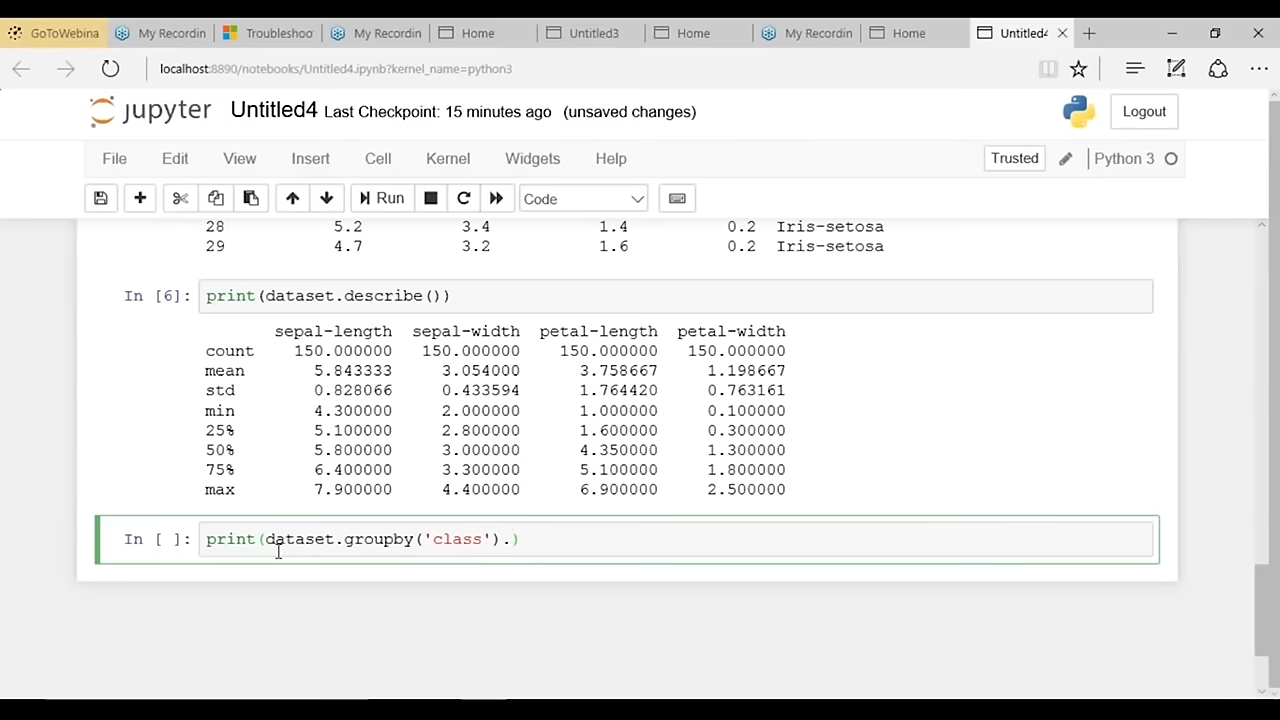 GoToWebina My Recordin Troubleshoo My Recordin Home Untitled3 Home My Recordin Home Untitled4
localhost:8890/notebooks/Untitled4.ipynb?kernel_name=python3
jupyter Untitled4 Last Checkpoint: 15 minutes ago (unsaved changes) Logout
File Edit View Insert Cell Kernel Widgets Help Trusted Python 3
Run Code
28 5.2 3.4 1.4 0.2 Iris-setosa
29 4.7 3.2 1.6 0.2 Iris-setosa
In [6]: print(dataset.describe())
sepal-length sepal-width petal-length petal-width
count 150.000000 150.000000 150.000000 150.000000
mean 5.843333 3.054000 3.758667 1.198667
std 0.828066 0.433594 1.764420 0.763161
min 4.300000 2.000000 1.000000 0.100000
25% 5.100000 2.800000 1.600000 0.300000
50% 5.800000 3.000000 4.350000 1.300000
75% 6.400000 3.300000 5.100000 1.800000
max 7.900000 4.400000 6.900000 2.500000
In [ ]: print(dataset.groupby('class').)